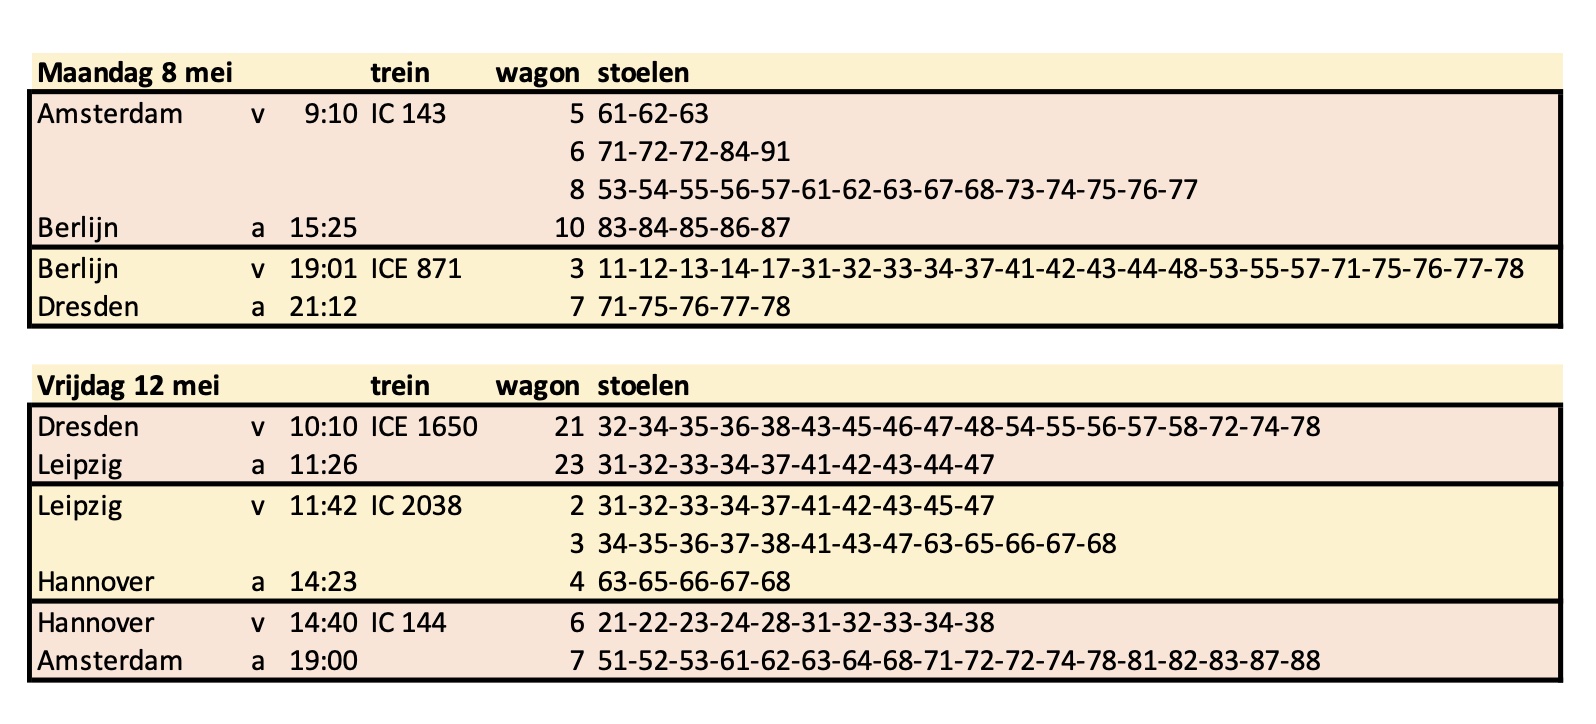 Maandag 8 mei trein wagon stoelen
Amsterdam v 9:10 IC 143 5 61-62-63
6 71-72-72-84-91
8 53-54-55-56-57-61-62-63-67-68-73-74-75-76-77
Berlijn a 15:25 10 83-84-85-86-87
Berlijn v 19:01 ICE 871 3 11-12-13-14-17-31-32-33-34-37-41-42-43-44-48-53-55-57-71-75-76-77-78
Dresden a 21:12 7 71-75-76-77-78
Vrijdag 12 mei trein wagon stoelen
Dresden v 10:10 ICE 1650 21 32-34-35-36-38-43-45-46-47-48-54-55-56-57-58-72-74-78
Leipzig a 11:26 23 31-32-33-34-37-41-42-43-44-47
Leipzig v 11:42 IC 2038 2 31-32-33-34-37-41-42-43-45-47
3 34-35-36-37-38-41-43-47-63-65-66-67-68
Hannover a 14:23 4 63-65-66-67-68
Hannover v 14:40 IC 144 6 21-22-23-24-28-31-32-33-34-38
Amsterdam a 19:00 7 51-52-53-61-62-63-64-68-71-72-72-74-78-81-82-83-87-88